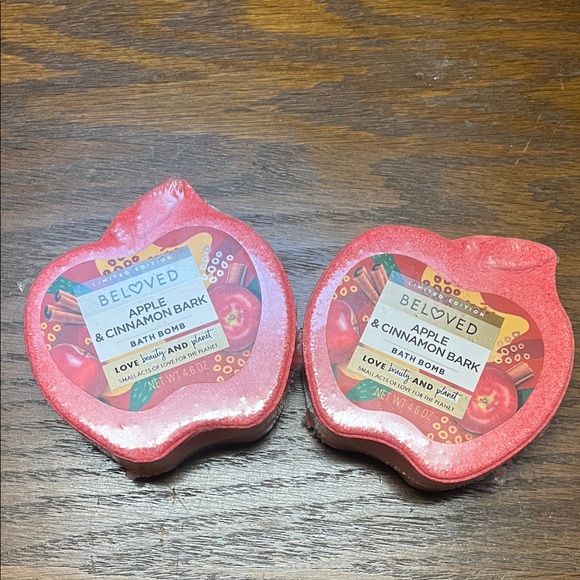 LIMITED EDITION
BELOVED
APPLE
& CINNAMON BARK
BATH BOMB
LOVE beauty AND planet
SMALL ACTS OF LOVE FOR THE PLANET
NET WT 4.6 OZ
LIMITED EDITION
BELOVED
APPLE
& CINNAMON BARK
BATH BOMB
LOVE beauty AND planet
SMALL ACTS OF LOVE FOR THE PLANET
NET WT 4.6 OZ